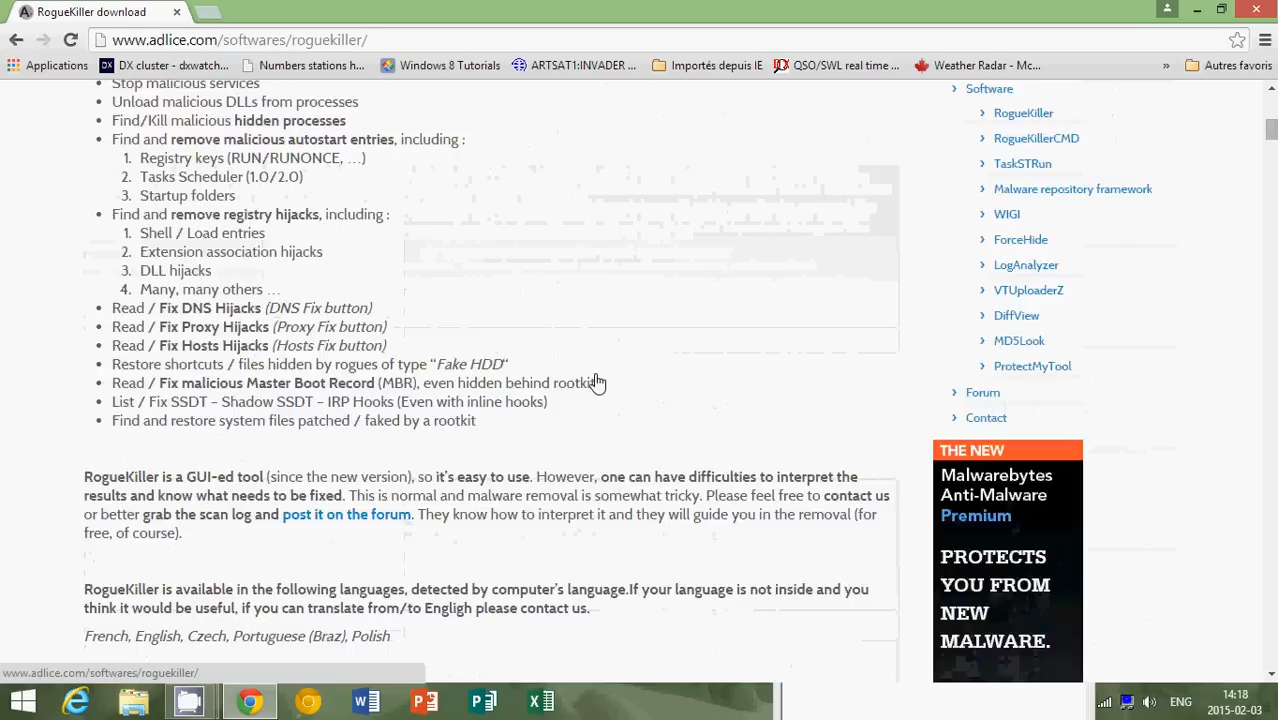 RogueKiller download
www.adlice.com/softwares/roguekiller/
Applications
DX cluster - dxwatch...
Numbers stations h...
Windows 8 Tutorials
ARTSAT1:INVADER ...
Importés depuis IE
QSO/SWL real time ...
Weather Radar - Mc...
»
Autres favoris
Stop malicious services
Unload malicious DLLs from processes
Find/Kill malicious hidden processes
Find and remove malicious autostart entries, including :
1. Registry keys (RUN/RUNONCE, …)
2. Tasks Scheduler (1.0/2.0)
3. Startup folders
Find and remove registry hijacks, including :
1. Shell / Load entries
2. Extension association hijacks
3. DLL hijacks
4. Many, many others …
Read / Fix DNS Hijacks (DNS Fix button)
Read / Fix Proxy Hijacks (Proxy Fix button)
Read / Fix Hosts Hijacks (Hosts Fix button)
Restore shortcuts / files hidden by rogues of type “Fake HDD“
Read / Fix malicious Master Boot Record (MBR), even hidden behind rootkit
List / Fix SSDT – Shadow SSDT – IRP Hooks (Even with inline hooks)
Find and restore system files patched / faked by a rootkit
RogueKiller is a GUI-ed tool (since the new version), so it’s easy to use. However, one can have difficulties to interpret the
results and know what needs to be fixed. This is normal and malware removal is somewhat tricky. Please feel free to contact us
or better grab the scan log and post it on the forum. They know how to interpret it and they will guide you in the removal (for
free, of course).
RogueKiller is available in the following languages, detected by computer’s language.If your language is not inside and you
think it would be useful, if you can translate from/to Engligh please contact us.
French, English, Czech, Portuguese (Braz), Polish
Software
RogueKiller
RogueKillerCMD
TaskSTRun
Malware repository framework
WIGI
ForceHide
LogAnalyzer
VTUploaderZ
DiffView
MD5Look
ProtectMyTool
Forum
Contact
THE NEW
Malwarebytes
Anti-Malware
Premium
PROTECTS
YOU FROM
NEW
MALWARE.
www.adlice.com/softwares/roguekiller/
ENG
14:18
2015-02-03